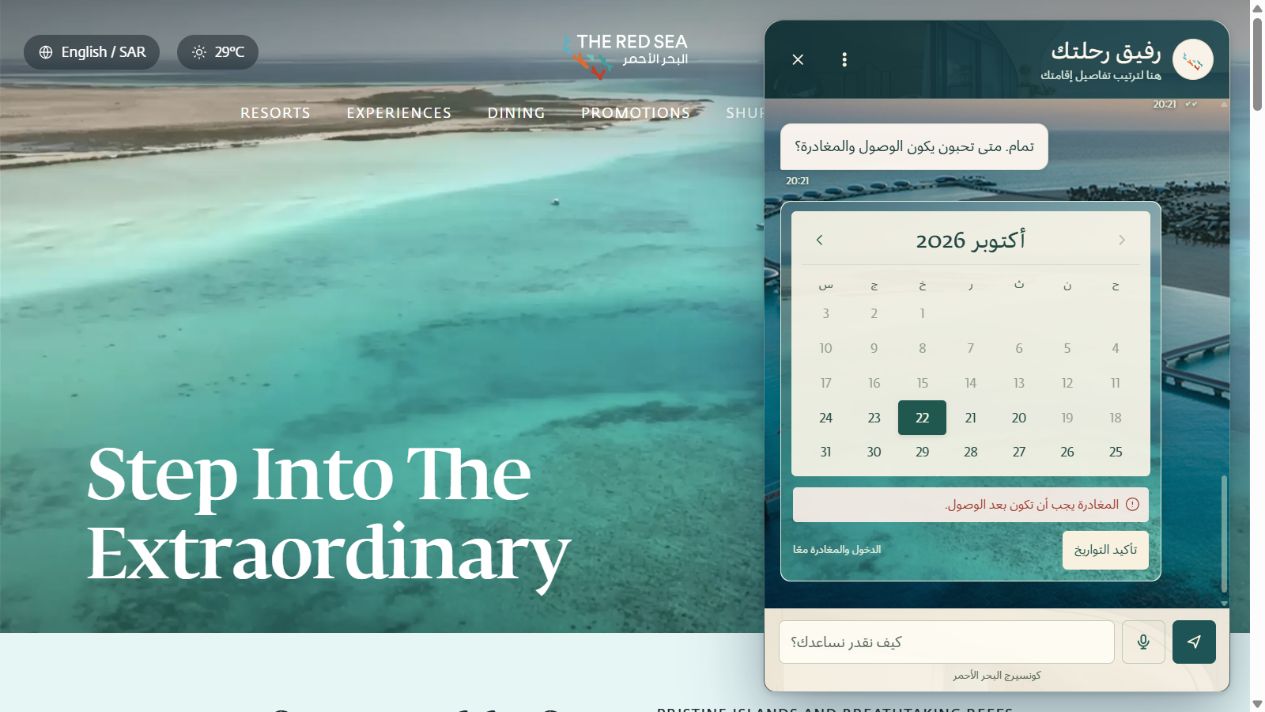 English / SAR
29°C
THE RED SEA
البحر الأحمر
RESORTS EXPERIENCES DINING PROMOTIONS
Step Into The
Extraordinary
رفيق رحلتك
هنا لترتيب تفاصيل إقامتك
20:21
تمام. متى تحبون يكون الوصول والمغادرة؟
20:21
أكتوبر 2026
ح ن ث ر خ ج س
1 2 3
4 5 6 7 8 9 10
11 12 13 14 15 16 17
18 19 20 21 22 23 24
25 26 27 28 29 30 31
المغادرة يجب أن تكون بعد الوصول.
تأكيد التواريخ
الدخول والمغادرة معًا
كيف نقدر نساعدك؟
كونسيرج البحر الأحمر